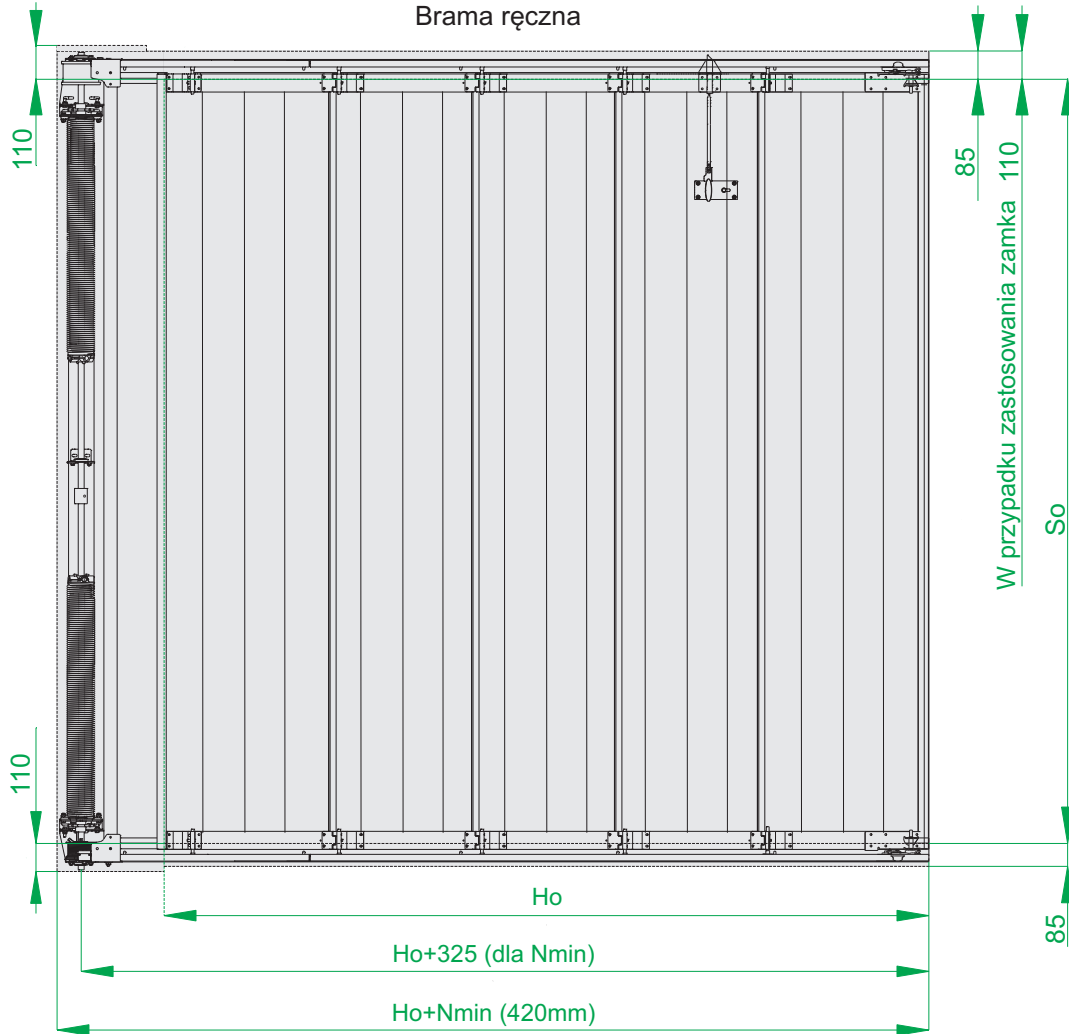 Brama ręczna
110
85
W przypadku zastosowania zamka 110
So
110
85
Ho
Ho+325 (dla Nmin)
Ho+Nmin (420mm)